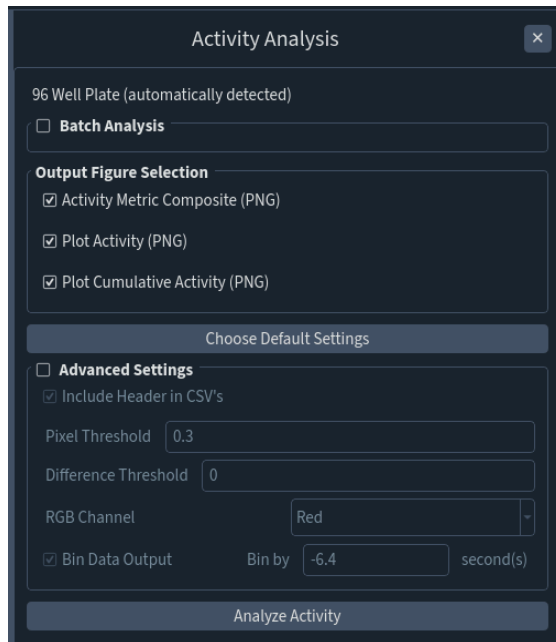 Activity Analysis
96 Well Plate (automatically detected)
Batch Analysis
Output Figure Selection
Activity Metric Composite (PNG)
Plot Activity (PNG)
Plot Cumulative Activity (PNG)
Choose Default Settings
Advanced Settings
Include Header in CSV's
Pixel Threshold 0.3
Difference Threshold 0
RGB Channel Red
Bin Data Output Bin by -6.4 second(s)
Analyze Activity